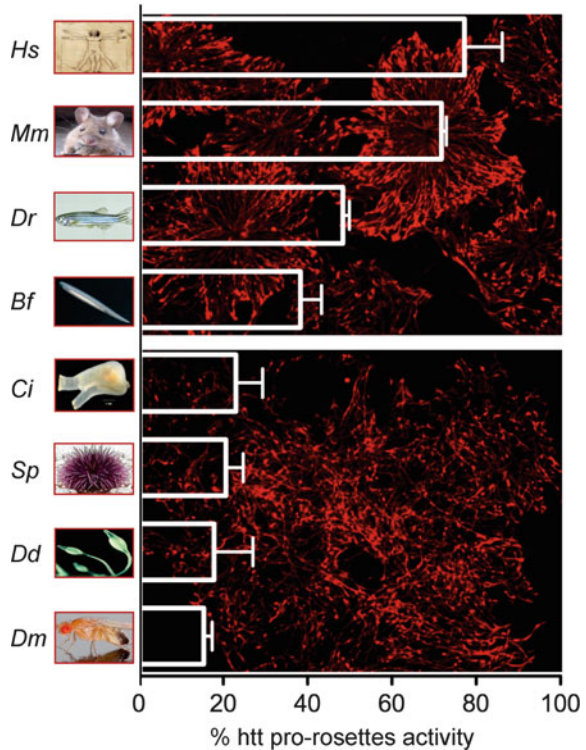 Hs
Mm
Dr
Bf
Ci
Sp
Dd
Dm
0 20 40 60 80 100
% htt pro-rosettes activity